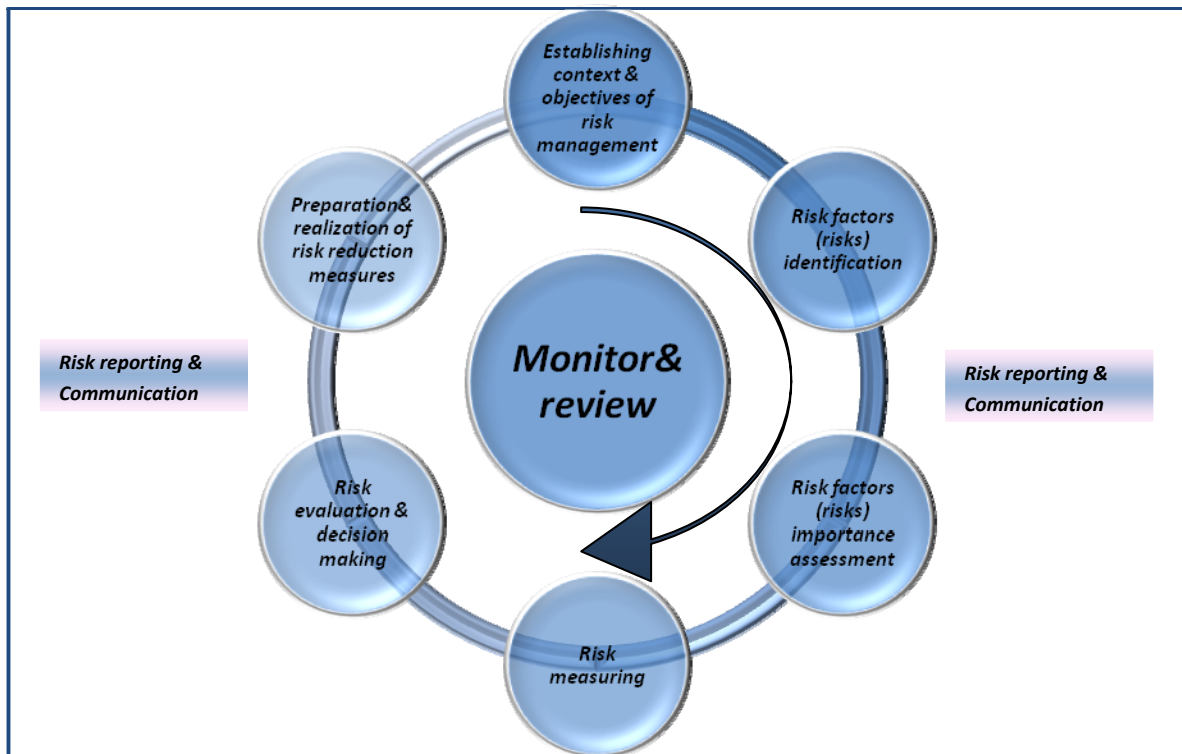 Establishing
context &
objectives of
risk
management
Risk factors
(risks)
identification
Risk factors
(risks)
importance
assessment
Risk
measuring
Risk
evaluation &
decision
making
Preparation&
realization of
risk reduction
measures
Monitor&
review
Risk reporting &
Communication
Risk reporting &
Communication